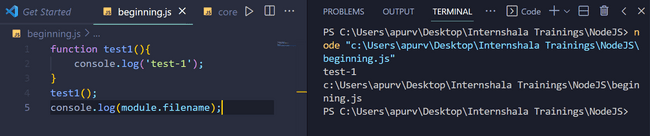 Get Started
beginning.js
core
PROBLEMS
OUTPUT
TERMINAL
Code
beginning.js > ...
1 function test1(){
2 console.log('test-1');
3 }
4 test1();
5 console.log(module.filename);
PS C:\Users\apurv\Desktop\Internshala Trainings\NodeJS> n
ode "c:\Users\apurv\Desktop\Internshala Trainings\NodeJS\
beginning.js"
test-1
c:\Users\apurv\Desktop\Internshala Trainings\NodeJS\begin
ning.js
PS C:\Users\apurv\Desktop\Internshala Trainings\NodeJS>